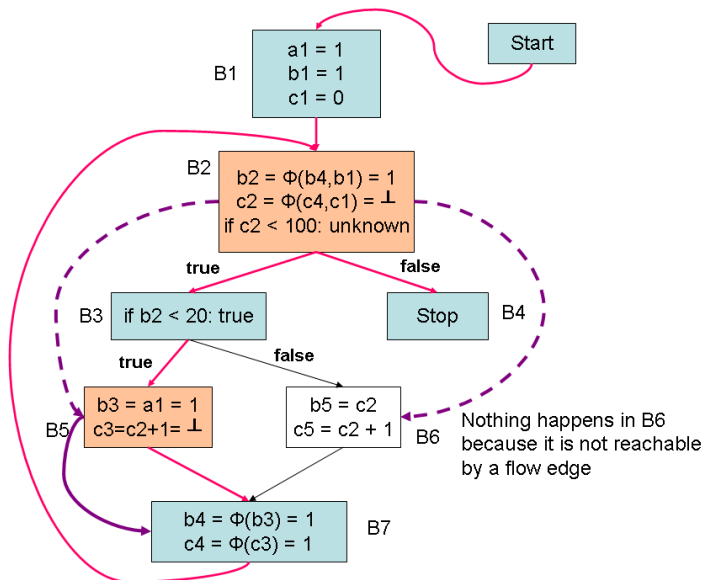 Start
B1
a1 = 1
b1 = 1
c1 = 0
B2
b2 = Φ(b4,b1) = 1
c2 = Φ(c4,c1) = ┴
if c2 < 100: unknown
true
false
B3
if b2 < 20: true
Stop
B4
true
false
b3 = a1 = 1
c3=c2+1= ┴
B5
b5 = c2
c5 = c2 + 1
B6
Nothing happens in B6
because it is not reachable
by a flow edge
b4 = Φ(b3) = 1
c4 = Φ(c3) = 1
B7